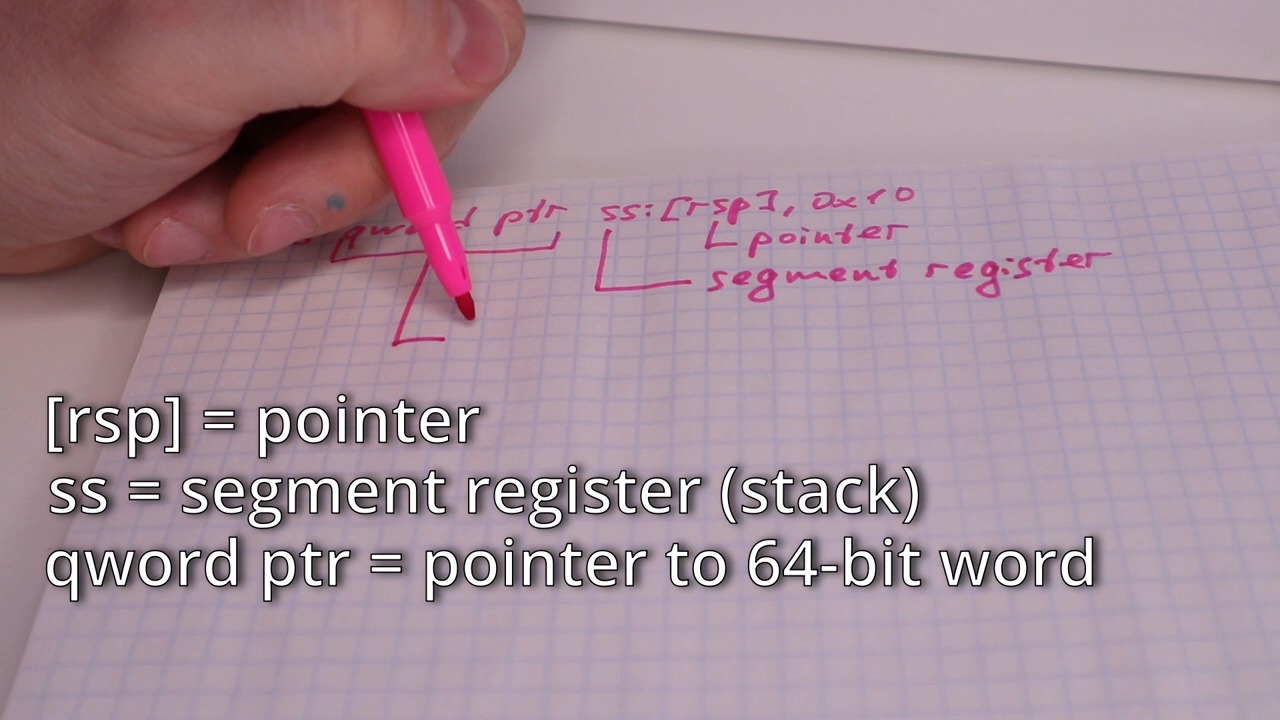 ptr ss:[rsp], 0x10
pointer
segment register
[rsp] = pointer
ss = segment register (stack)
qword ptr = pointer to 64-bit word